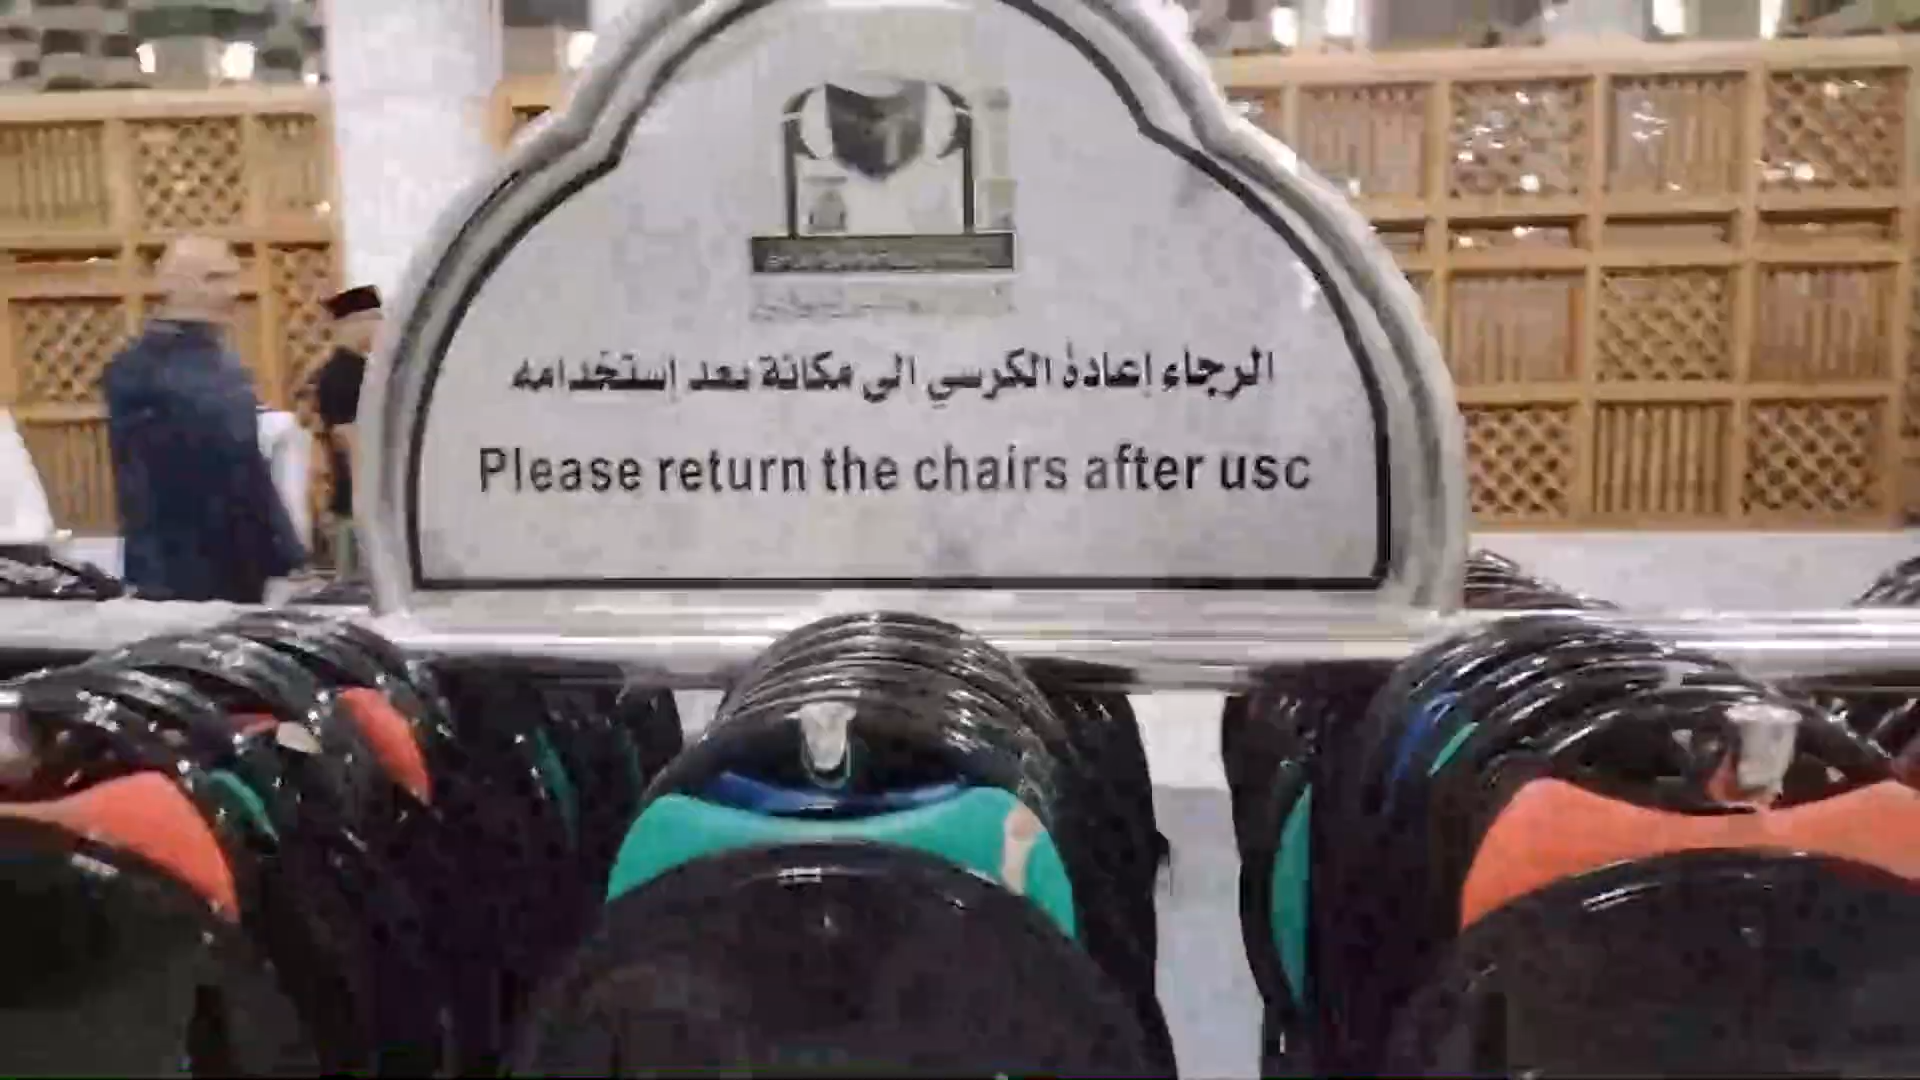 الرجاء إعادة الكرسي الى مكانة بعد إستخدامه
Please return the chairs after usc